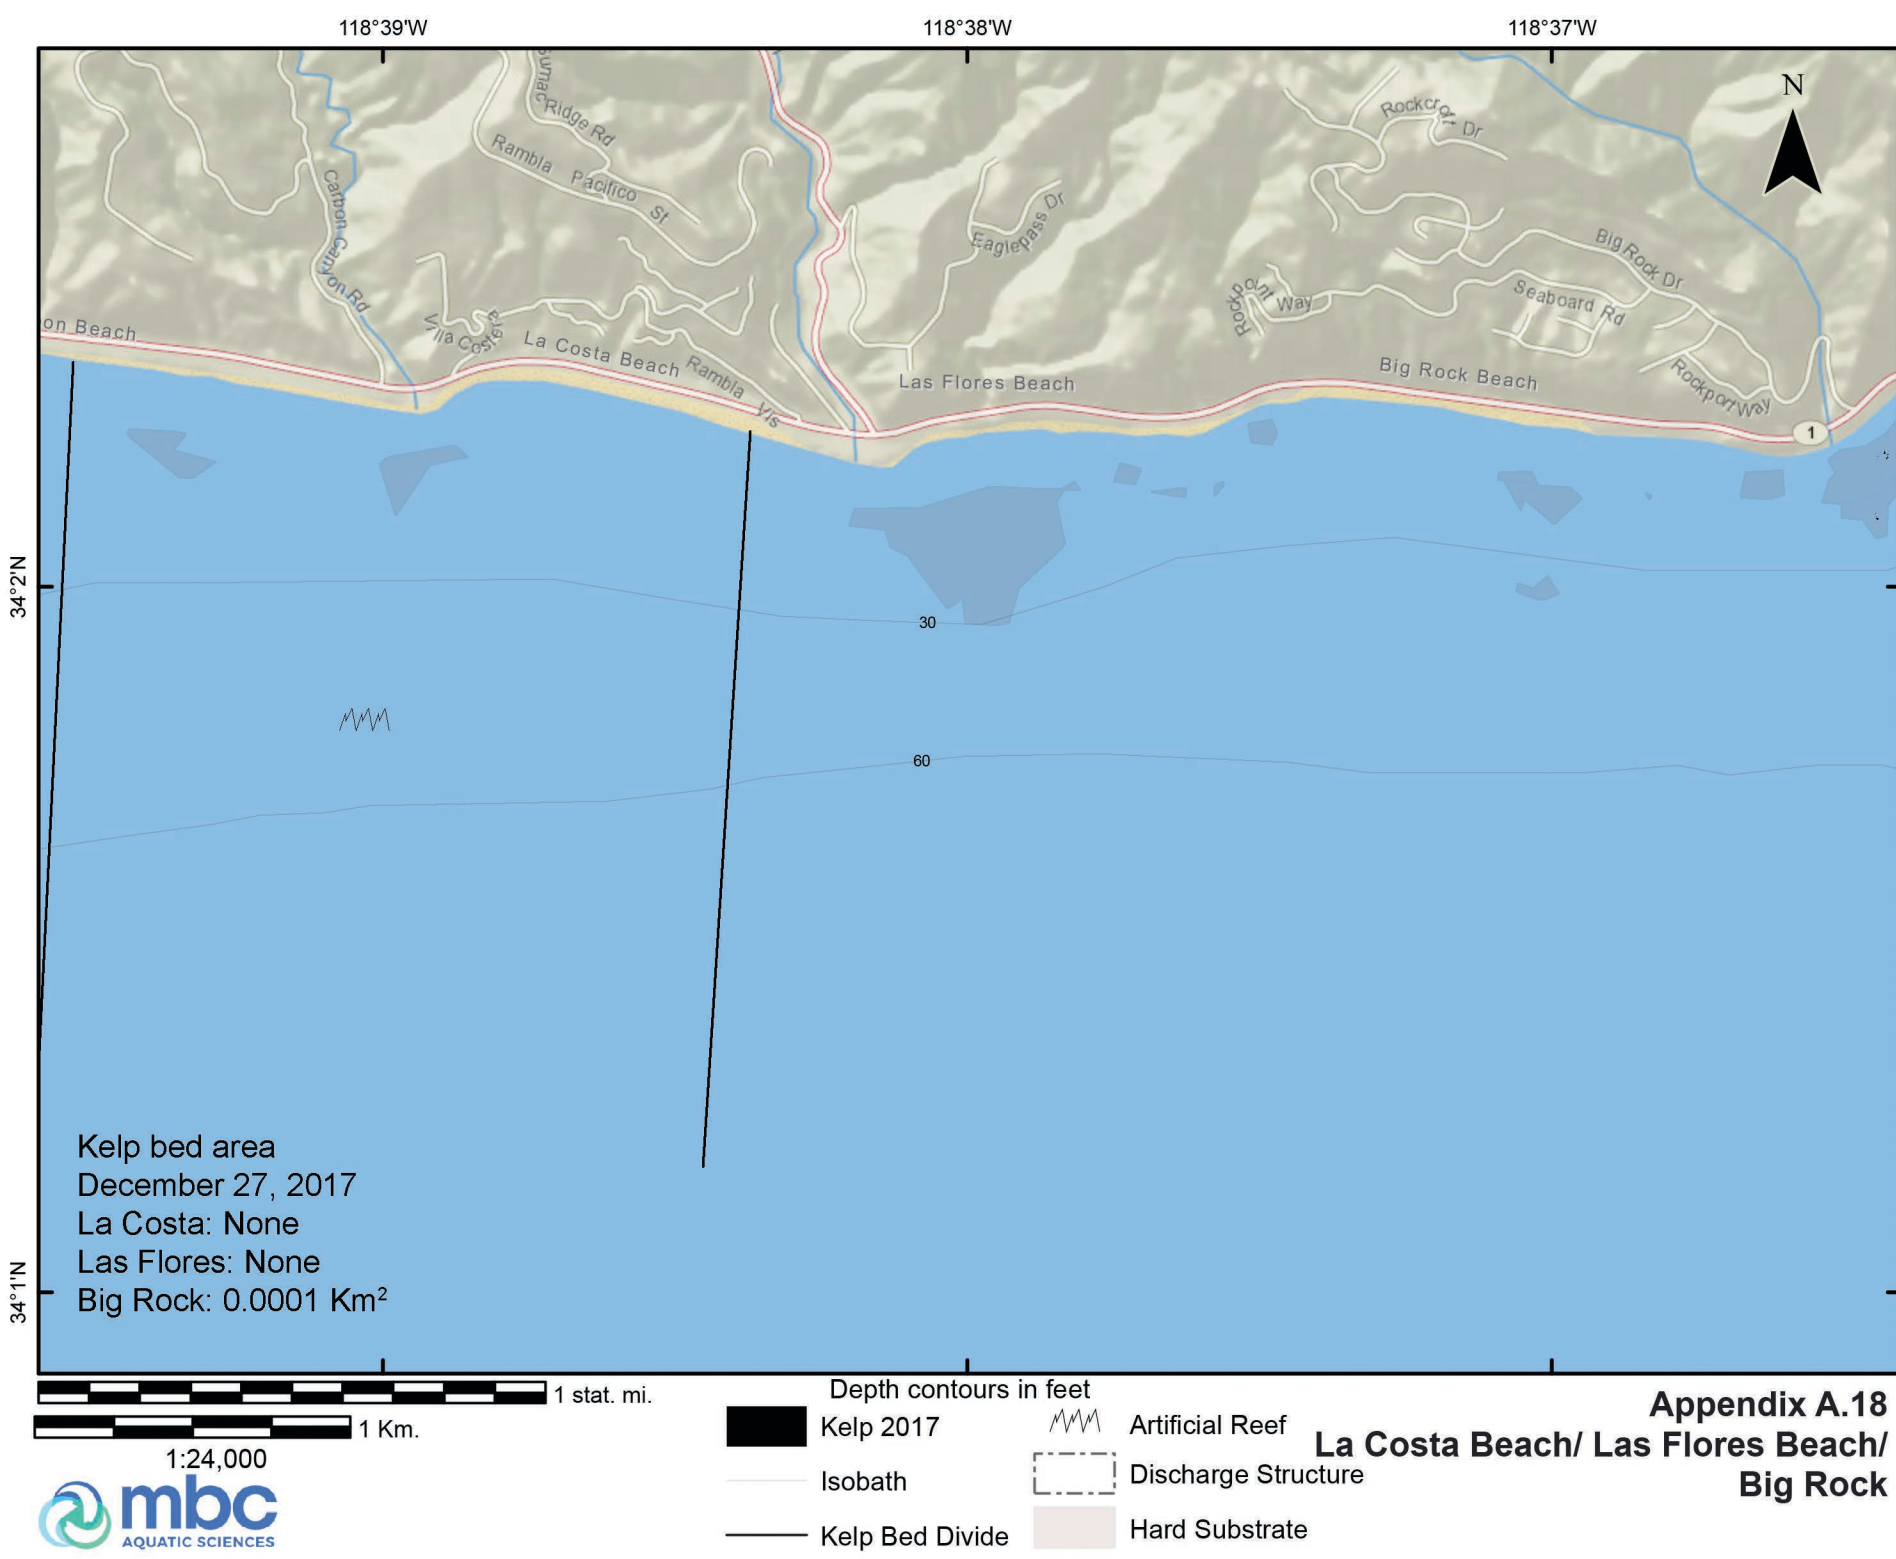 118°39'W
118°38'W
118°37'W
N
34°2'N
34°1'N
Sumac
Ridge Rd
Rambla Pacifico St
Carbon Canyon Rd
Eaglepass Dr
Rockcroft Dr
Big Rock Dr
Seaboard Rd
Rockpoint Way
Villa Costera
on Beach
La Costa Beach
Rambla Vis
Las Flores Beach
Big Rock Beach
Rockport Way
1
30
60
Kelp bed area
December 27, 2017
La Costa: None
Las Flores: None
Big Rock: 0.0001 Km²
1 stat. mi.
1 Km.
1:24,000
mbc
AQUATIC SCIENCES
Depth contours in feet
Kelp 2017
Isobath
Kelp Bed Divide
Artificial Reef
Discharge Structure
Hard Substrate
Appendix A.18
La Costa Beach/ Las Flores Beach/
Big Rock